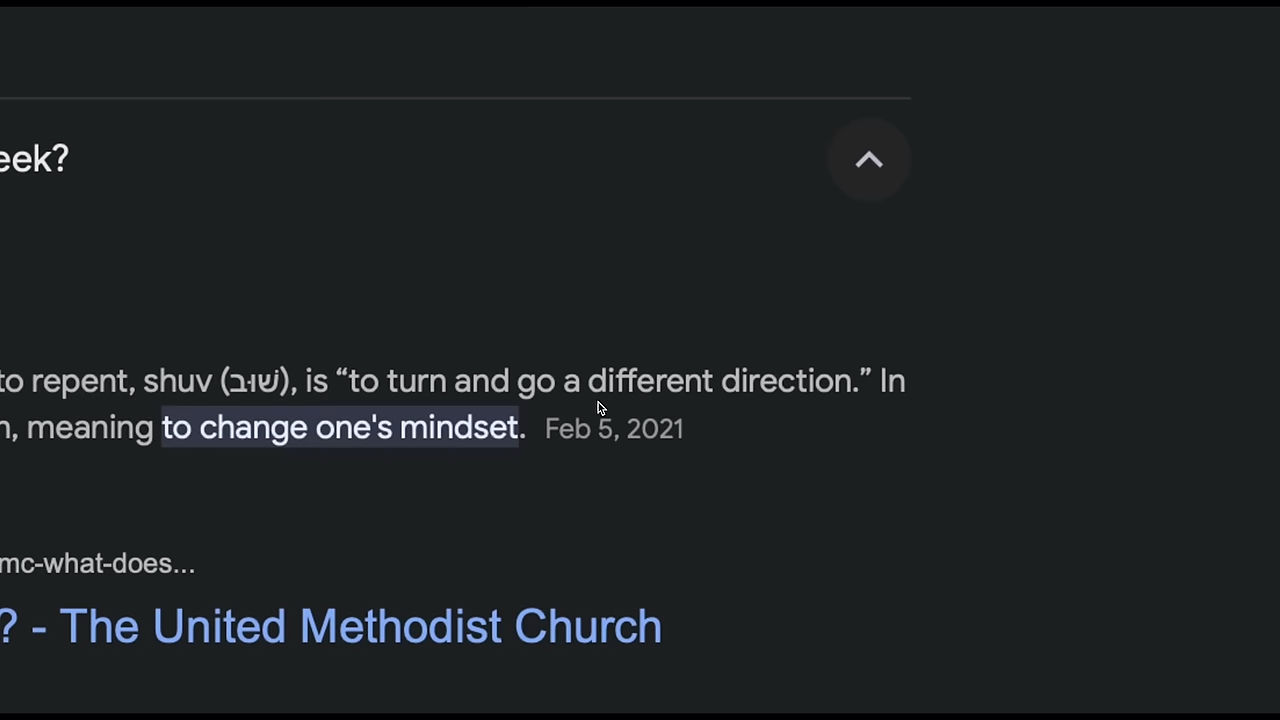 eek?
to repent, shuv (שׁוּב), is “to turn and go a different direction.” In
n, meaning to change one's mindset. Feb 5, 2021
mc-what-does...
? - The United Methodist Church